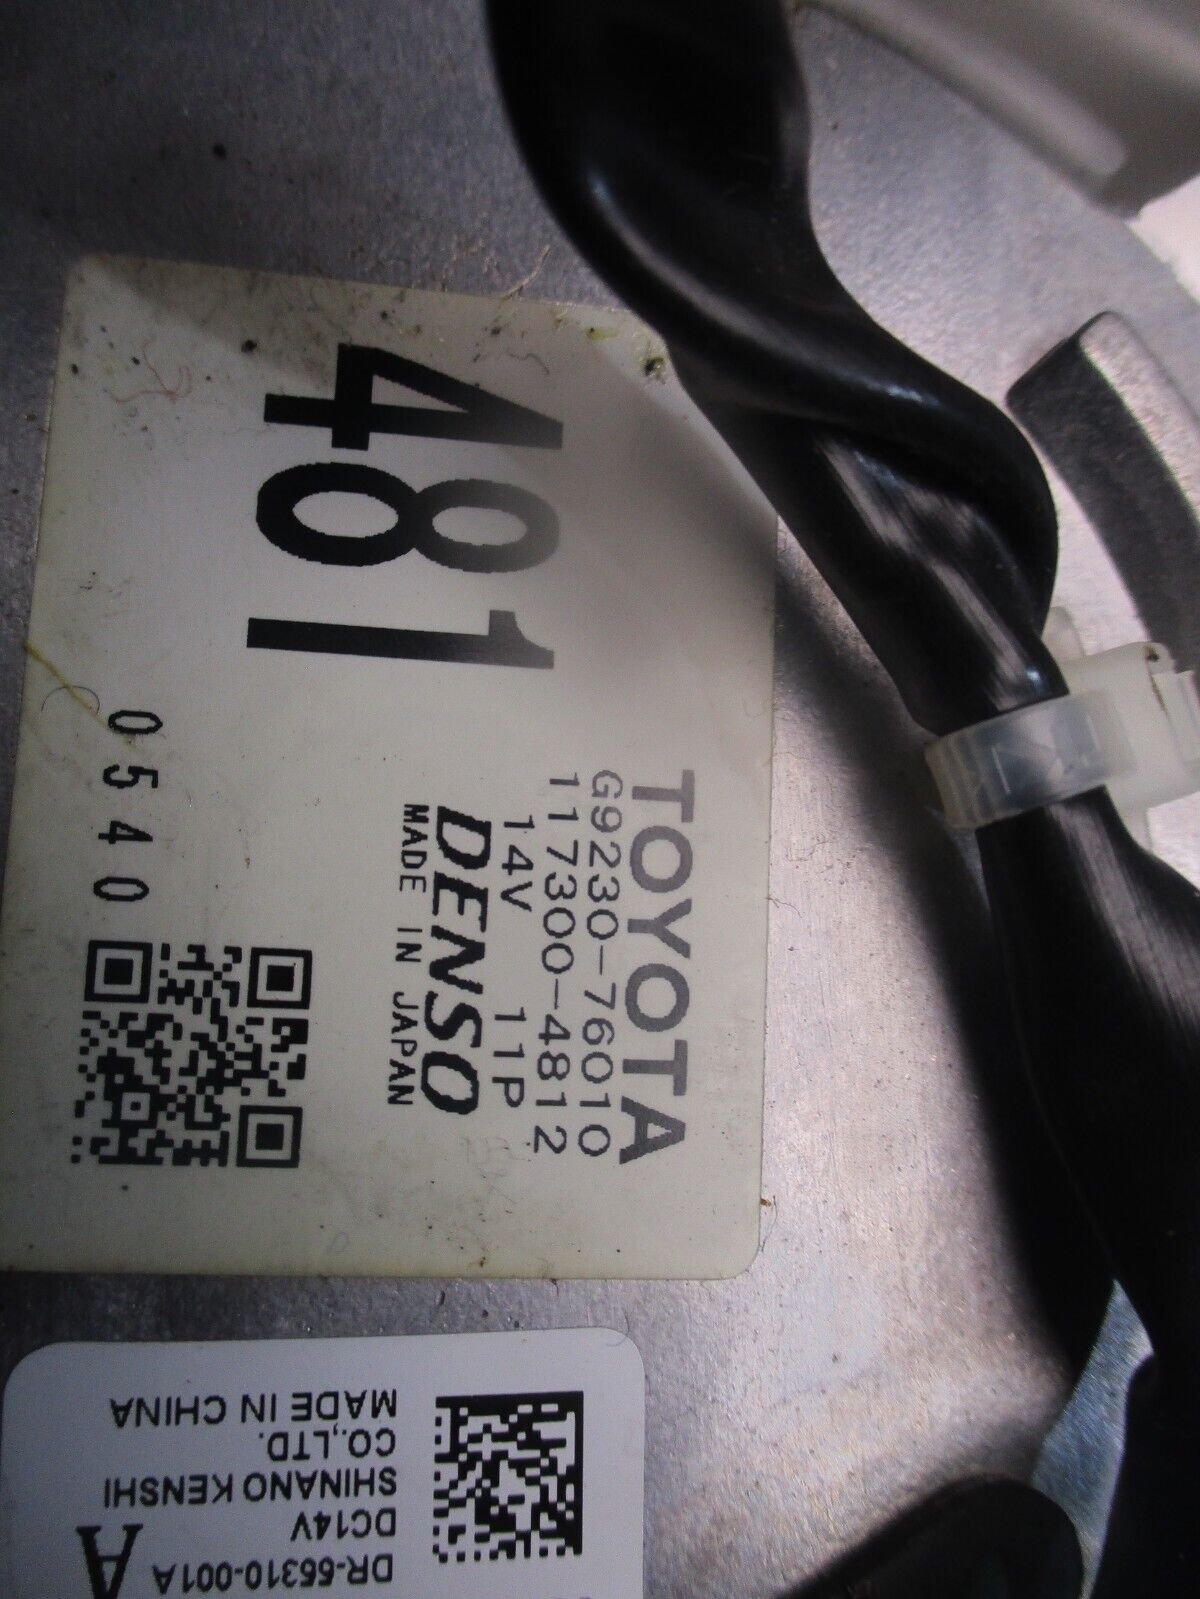 481
TOYOTA
G9230-76010
117300-4812
14V 11P
DENSO
MADE IN JAPAN
0540
DR-55310-001A
DC14V
A
SHINANO KENSHI
CO.,LTD.
MADE IN CHINA